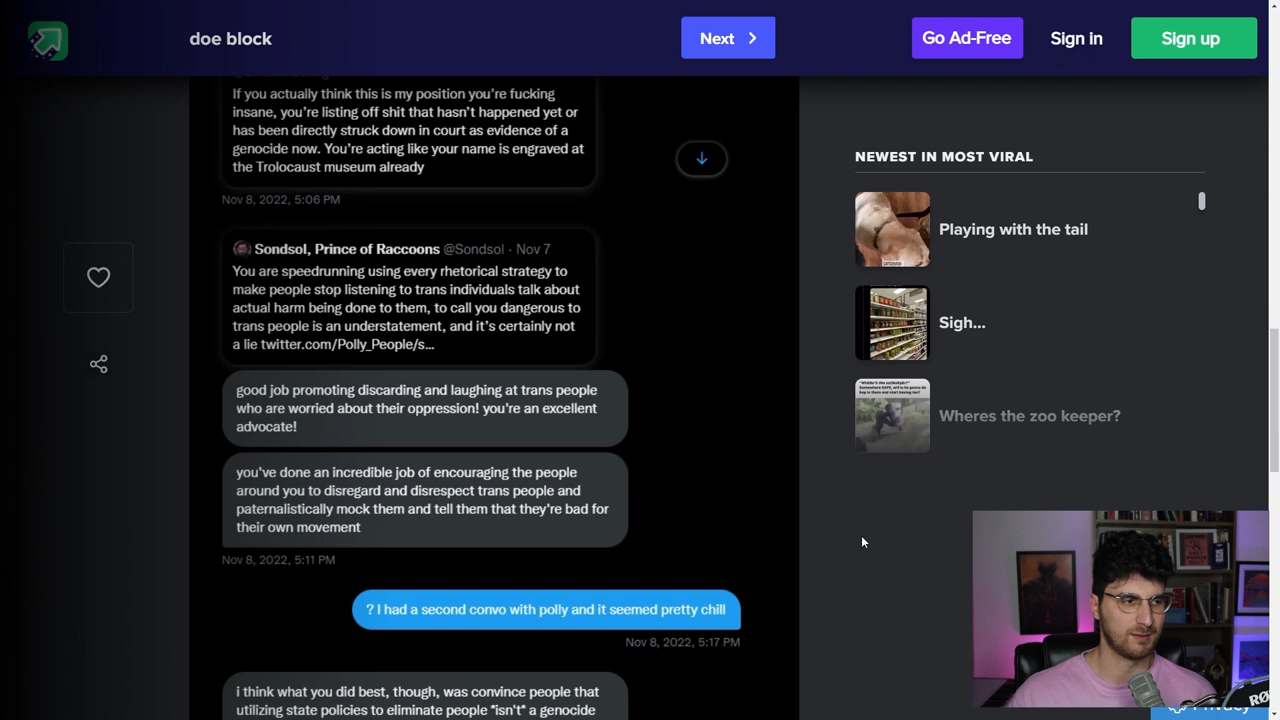 doe block
Next
Go Ad-Free
Sign in
Sign up
If you actually think this is my position you're fucking
insane, you're listing off shit that hasn't happened yet or
has been directly struck down in court as evidence of a
genocide now. You're acting like your name is engraved at
the Trolocaust museum already
Nov 8, 2022, 5:06 PM
Sondsol, Prince of Raccoons @Sondsol · Nov 7
You are speedrunning using every rhetorical strategy to
make people stop listening to trans individuals talk about
actual harm being done to them, to call you dangerous to
trans people is an understatement, and it's certainly not
a lie twitter.com/Polly_People/s...
good job promoting discarding and laughing at trans people
who are worried about their oppression! you're an excellent
advocate!
you've done an incredible job of encouraging the people
around you to disregard and disrespect trans people and
paternalistically mock them and tell them that they're bad for
their own movement
Nov 8, 2022, 5:11 PM
? I had a second convo with polly and it seemed pretty chill
Nov 8, 2022, 5:17 PM
i think what you did best, though, was convince people that
utilizing state policies to eliminate people *isn't* a genocide
NEWEST IN MOST VIRAL
Playing with the tail
Sigh...
Wheres the zoo keeper?